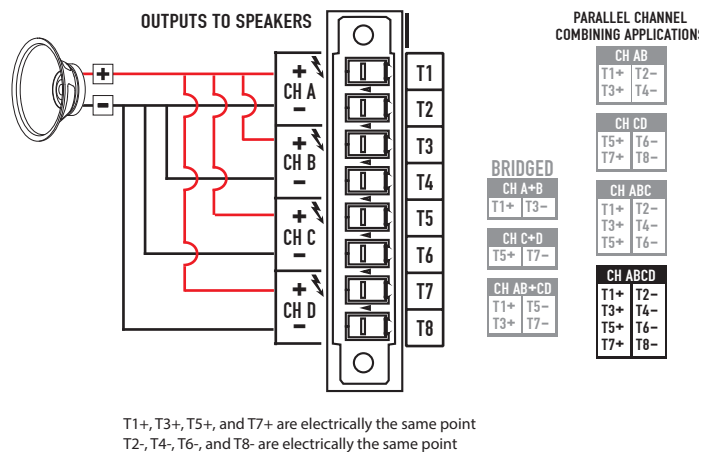 OUTPUTS TO SPEAKERS
+
-
+
CH A
-
+
CH B
-
+
CH C
-
+
CH D
-
T1
T2
T3
T4
T5
T6
T7
T8
BRIDGED
CH A+B
T1+ T3-
CH C+D
T5+ T7-
CH AB+CD
T1+ T5-
T3+ T7-
PARALLEL CHANNEL
COMBINING APPLICATIONS
CH AB
T1+ T2-
T3+ T4-
CH CD
T5+ T6-
T7+ T8-
CH ABC
T1+ T2-
T3+ T4-
T5+ T6-
CH ABCD
T1+ T2-
T3+ T4-
T5+ T6-
T7+ T8-
T1+, T3+, T5+, and T7+ are electrically the same point
T2-, T4-, T6-, and T8- are electrically the same point